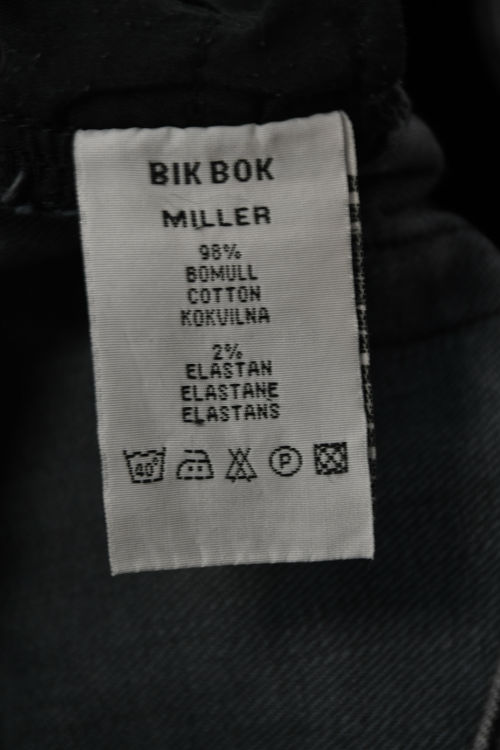 BIK BOK
MILLER
98%
BOMULL
COTTON
KOKVILNA
2%
ELASTAN
ELASTANE
ELASTANS
40° P